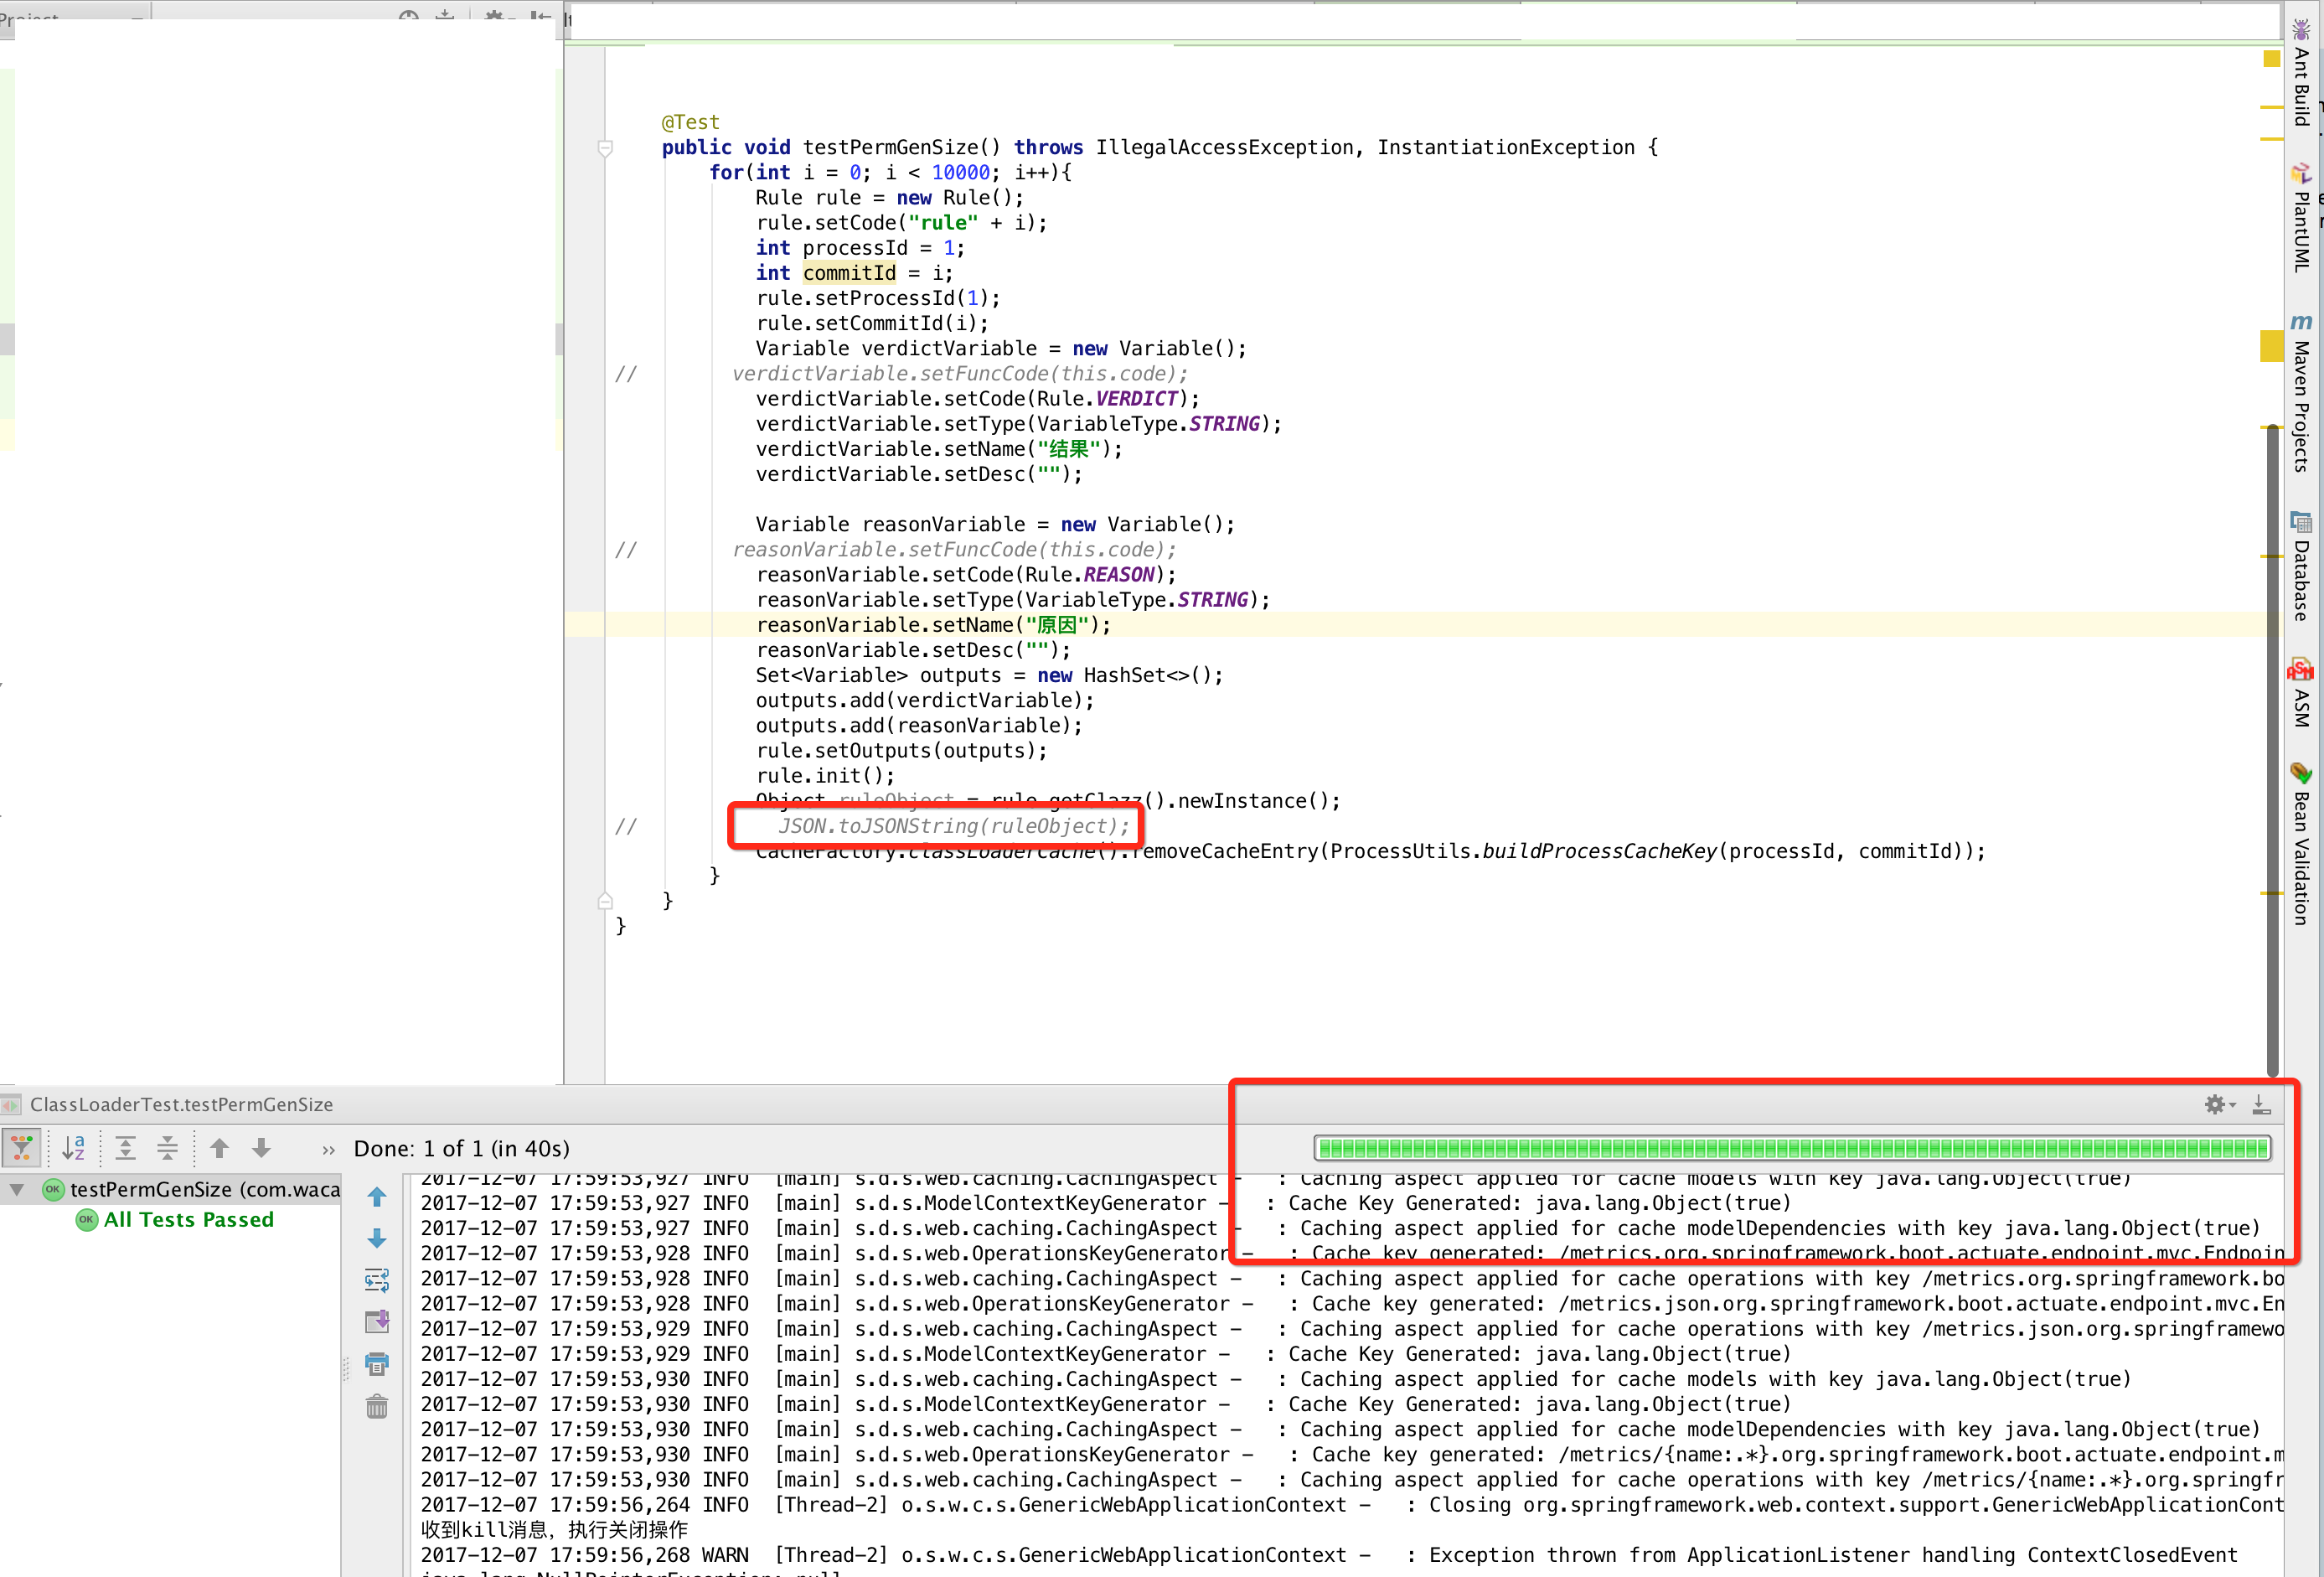 Project
@Test
public void testPermGenSize() throws IllegalAccessException, InstantiationException {
for(int i = 0; i < 10000; i++){
Rule rule = new Rule();
rule.setCode("rule" + i);
int processId = 1;
int commitId = i;
rule.setProcessId(1);
rule.setCommitId(i);
Variable verdictVariable = new Variable();
// verdictVariable.setFuncCode(this.code);
verdictVariable.setCode(Rule.VERDICT);
verdictVariable.setType(VariableType.STRING);
verdictVariable.setName("结果");
verdictVariable.setDesc("");
Variable reasonVariable = new Variable();
// reasonVariable.setFuncCode(this.code);
reasonVariable.setCode(Rule.REASON);
reasonVariable.setType(VariableType.STRING);
reasonVariable.setName("原因");
reasonVariable.setDesc("");
Set<Variable> outputs = new HashSet<>();
outputs.add(verdictVariable);
outputs.add(reasonVariable);
rule.setOutputs(outputs);
rule.init();
Object ruleObject = rule.getClazz().newInstance();
// JSON.toJSONString(ruleObject);
CacheFactory.classLoaderCache().removeCacheEntry(ProcessUtils.buildProcessCacheKey(processId, commitId));
}
}
}
Ant Build
PlantUML
Maven Projects
Database
ASM
Bean Validation
ClassLoaderTest.testPermGenSize
Done: 1 of 1 (in 40s)
testPermGenSize (com.waca
All Tests Passed
2017-12-07 17:59:53,927 INFO [main] s.d.s.web.caching.CachingAspect - : Caching aspect applied for cache models with key java.lang.Object(true)
2017-12-07 17:59:53,927 INFO [main] s.d.s.ModelContextKeyGenerator - : Cache Key Generated: java.lang.Object(true)
2017-12-07 17:59:53,927 INFO [main] s.d.s.web.caching.CachingAspect - : Caching aspect applied for cache modelDependencies with key java.lang.Object(true)
2017-12-07 17:59:53,928 INFO [main] s.d.s.web.OperationsKeyGenerator - : Cache key generated: /metrics.org.springframework.boot.actuate.endpoint.mvc.Endpoin
2017-12-07 17:59:53,928 INFO [main] s.d.s.web.caching.CachingAspect - : Caching aspect applied for cache operations with key /metrics.org.springframework.bo
2017-12-07 17:59:53,928 INFO [main] s.d.s.web.OperationsKeyGenerator - : Cache key generated: /metrics.json.org.springframework.boot.actuate.endpoint.mvc.En
2017-12-07 17:59:53,929 INFO [main] s.d.s.web.caching.CachingAspect - : Caching aspect applied for cache operations with key /metrics.json.org.springframewo
2017-12-07 17:59:53,929 INFO [main] s.d.s.ModelContextKeyGenerator - : Cache Key Generated: java.lang.Object(true)
2017-12-07 17:59:53,930 INFO [main] s.d.s.web.caching.CachingAspect - : Caching aspect applied for cache models with key java.lang.Object(true)
2017-12-07 17:59:53,930 INFO [main] s.d.s.ModelContextKeyGenerator - : Cache Key Generated: java.lang.Object(true)
2017-12-07 17:59:53,930 INFO [main] s.d.s.web.caching.CachingAspect - : Caching aspect applied for cache modelDependencies with key java.lang.Object(true)
2017-12-07 17:59:53,930 INFO [main] s.d.s.web.OperationsKeyGenerator - : Cache key generated: /metrics/{name:.*}.org.springframework.boot.actuate.endpoint.m
2017-12-07 17:59:53,930 INFO [main] s.d.s.web.caching.CachingAspect - : Caching aspect applied for cache operations with key /metrics/{name:.*}.org.springfr
2017-12-07 17:59:56,264 INFO [Thread-2] o.s.w.c.s.GenericWebApplicationContext - : Closing org.springframework.web.context.support.GenericWebApplicationCont
收到kill消息，执行关闭操作
2017-12-07 17:59:56,268 WARN [Thread-2] o.s.w.c.s.GenericWebApplicationContext - : Exception thrown from ApplicationListener handling ContextClosedEvent
java.lang.NullPointerException: null